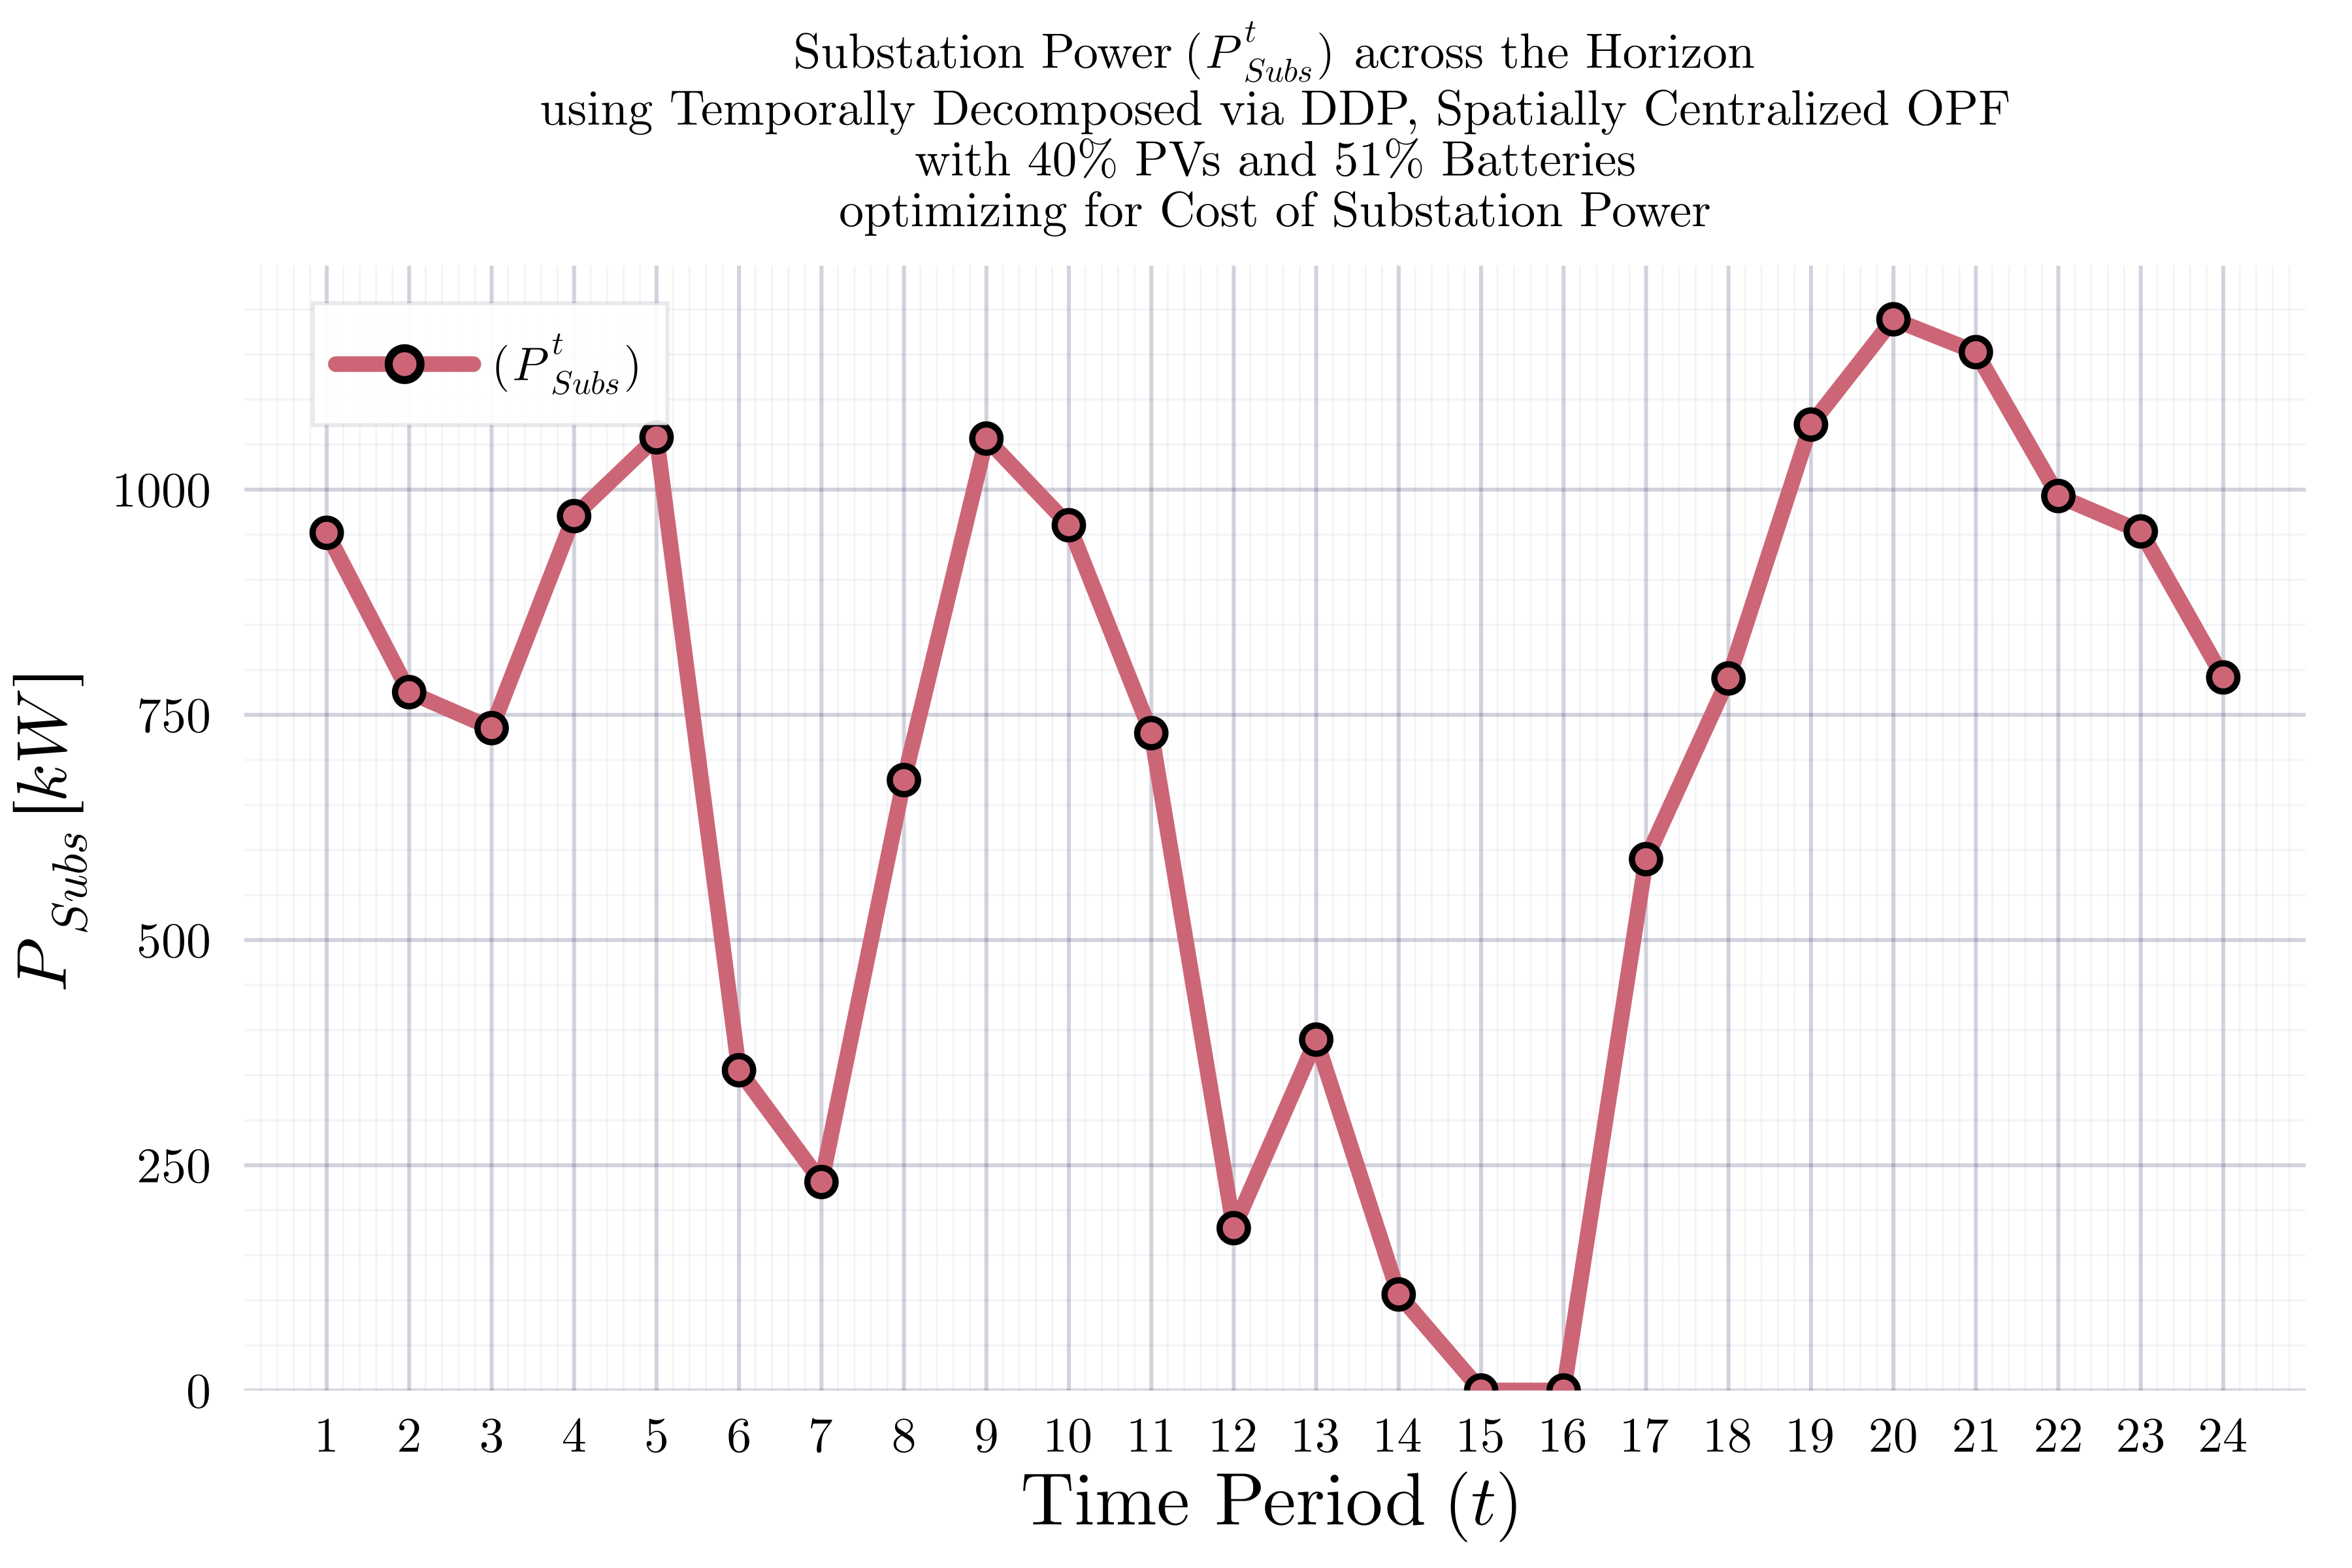 Substation Power (P^t_Subs) across the Horizon
using Temporally Decomposed via DDP, Spatially Centralized OPF
with 40% PVs and 51% Batteries
optimizing for Cost of Substation Power
(P^t_Subs)
P_Subs [kW]
1000
750
500
250
0
1 2 3 4 5 6 7 8 9 10 11 12 13 14 15 16 17 18 19 20 21 22 23 24
Time Period (t)